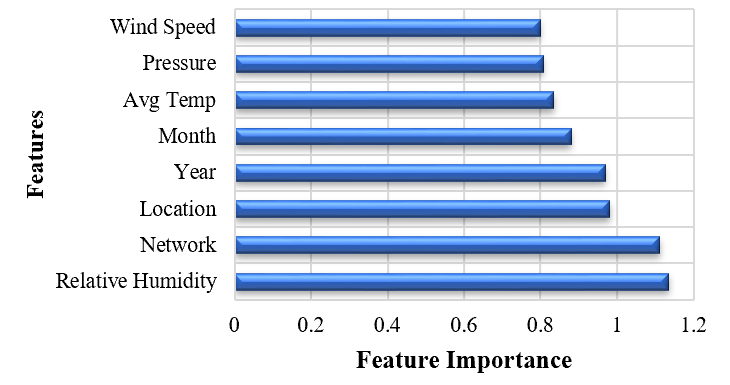 Wind Speed
Pressure
Avg Temp
Month
Year
Location
Network
Relative Humidity
Features
0 0.2 0.4 0.6 0.8 1 1.2
Feature Importance